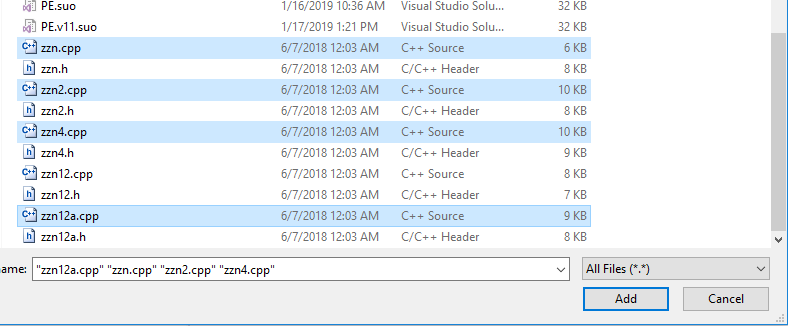 PE.suo 1/16/2019 10:36 AM Visual Studio Solu... 32 KB
PE.v11.suo 1/17/2019 1:21 PM Visual Studio Solu... 32 KB
zzn.cpp 6/7/2018 12:03 AM C++ Source 6 KB
zzn.h 6/7/2018 12:03 AM C/C++ Header 8 KB
zzn2.cpp 6/7/2018 12:03 AM C++ Source 10 KB
zzn2.h 6/7/2018 12:03 AM C/C++ Header 8 KB
zzn4.cpp 6/7/2018 12:03 AM C++ Source 10 KB
zzn4.h 6/7/2018 12:03 AM C/C++ Header 9 KB
zzn12.cpp 6/7/2018 12:03 AM C++ Source 8 KB
zzn12.h 6/7/2018 12:03 AM C/C++ Header 7 KB
zzn12a.cpp 6/7/2018 12:03 AM C++ Source 9 KB
zzn12a.h 6/7/2018 12:03 AM C/C++ Header 8 KB
name: "zzn12a.cpp" "zzn.cpp" "zzn2.cpp" "zzn4.cpp" All Files (*.*)
Add Cancel